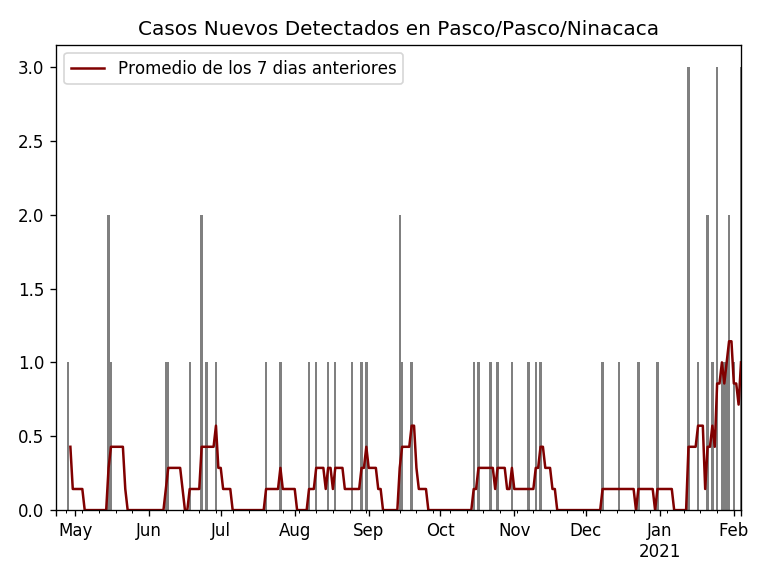 Casos Nuevos Detectados en Pasco/Pasco/Ninacaca
Promedio de los 7 dias anteriores
3.0
2.5
2.0
1.5
1.0
0.5
0.0
May Jun Jul Aug Sep Oct Nov Dec Jan Feb
2021